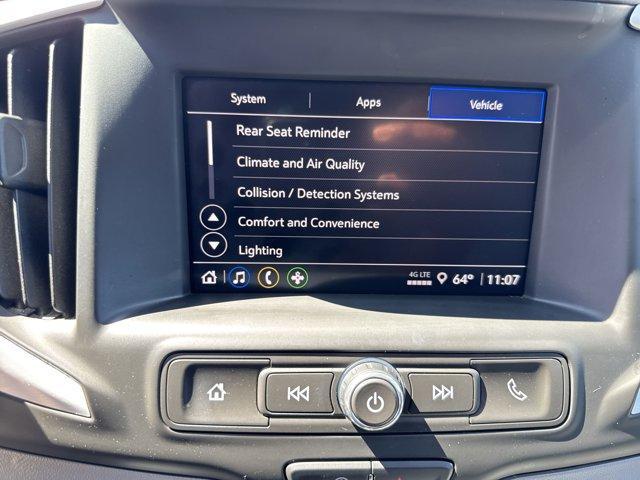 System Apps Vehicle
Rear Seat Reminder
Climate and Air Quality
Collision / Detection Systems
Comfort and Convenience
Lighting
4G LTE 64° 11:07